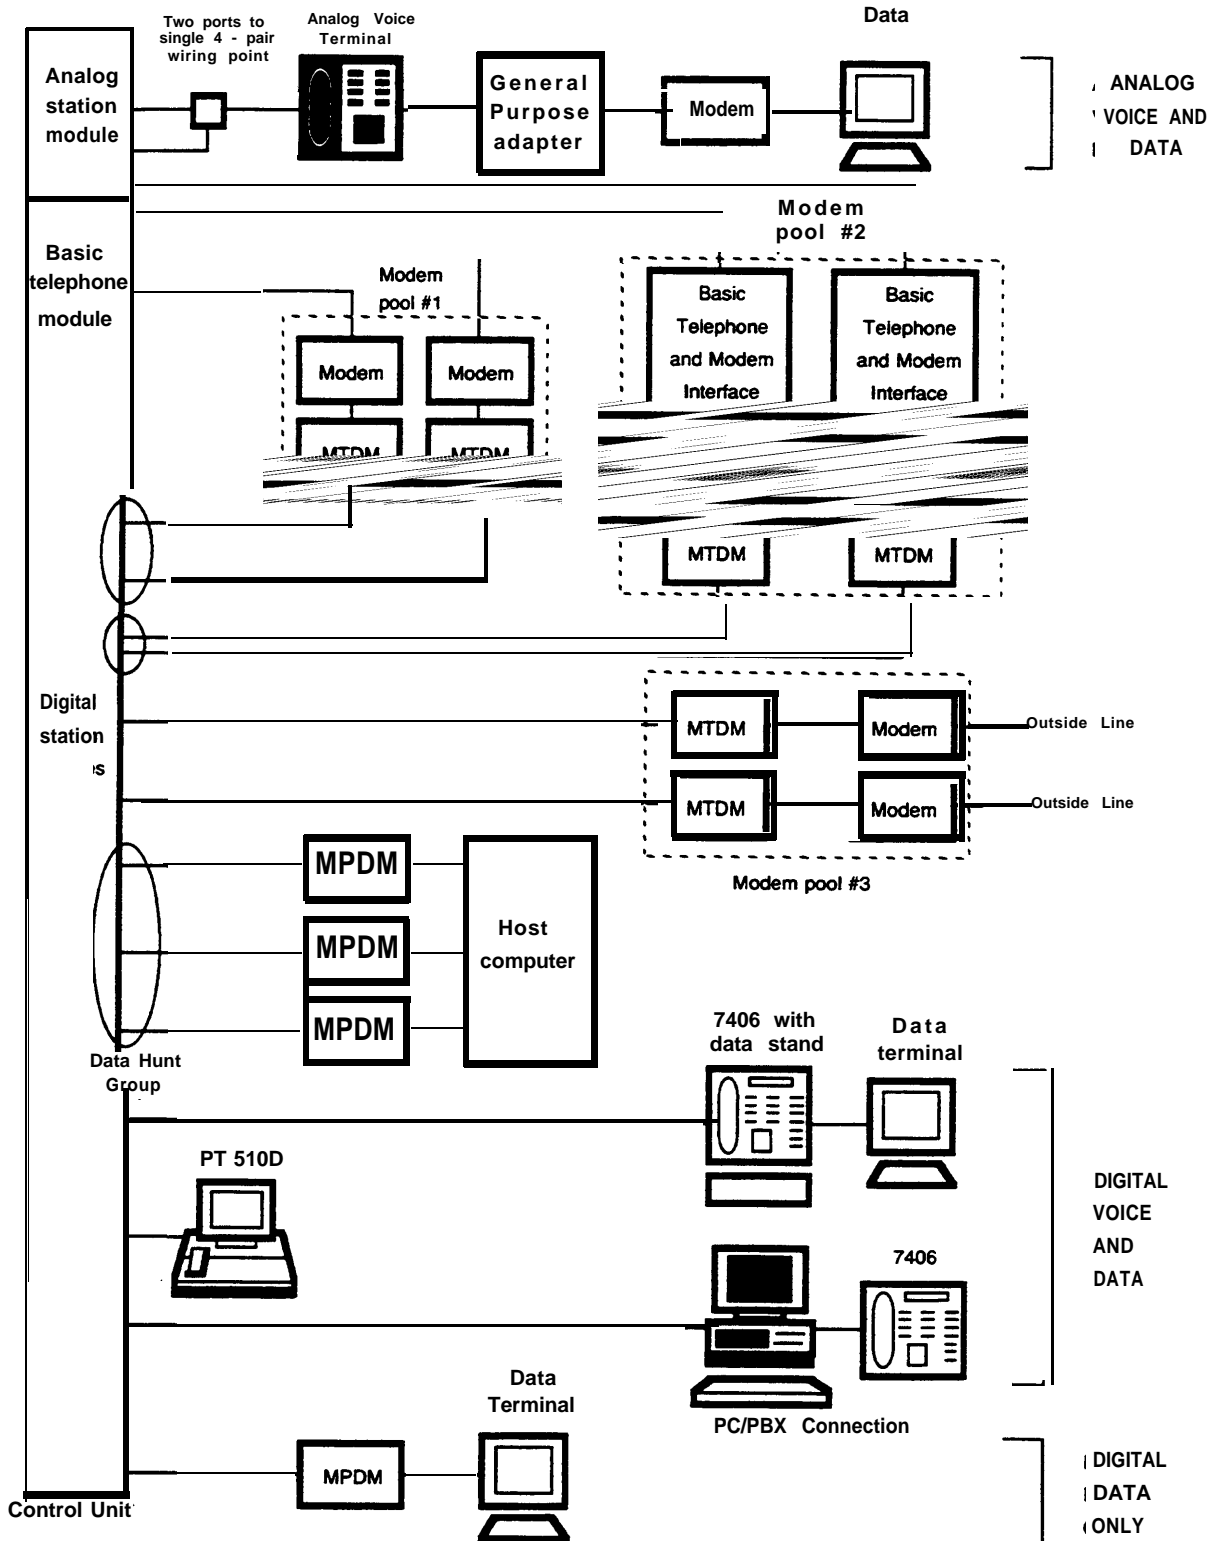 Data
Two ports to
single 4 - pair
wiring point
Analog Voice
Terminal
Analog
station
module
General
Purpose
adapter
Modem
ANALOG
VOICE AND
DATA
Basic
telephone
module
Modem
pool #1
Modem
pool #2
Modem
Modem
MTDM
MTDM
Basic
Telephone
and Modem
Interface
Basic
Telephone
and Modem
Interface
MTDM
MTDM
Digital
station
s
MTDM
Modem
Outside Line
MTDM
Modem
Outside Line
Modem pool #3
MPDM
MPDM
MPDM
Host
computer
Data Hunt
Group
7406 with
data stand
Data
terminal
PT 510D
DIGITAL
VOICE
AND
DATA
7406
PC/PBX Connection
Data
Terminal
MPDM
DIGITAL
DATA
ONLY
Control Unit